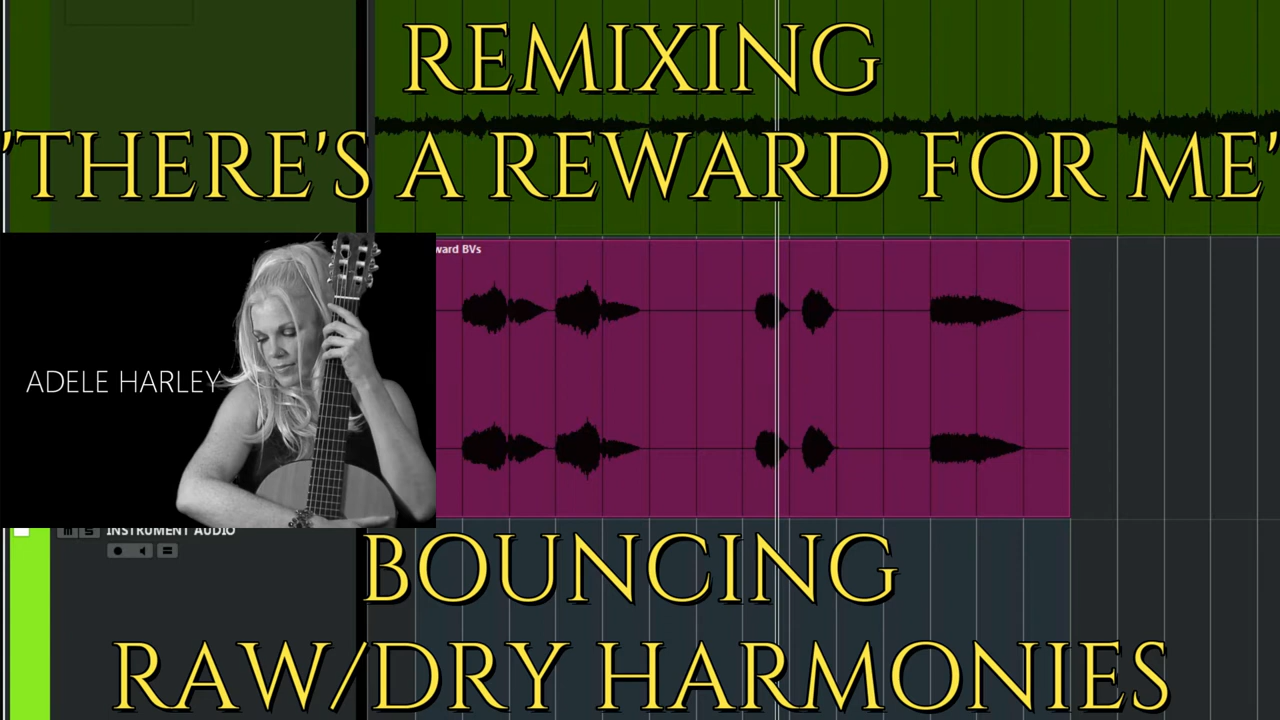 REMIXING
'THERE'S A REWARD FOR ME'
ward BVs
ADELE HARLEY
M S INSTRUMENT AUDIO
BOUNCING
RAW/DRY HARMONIES